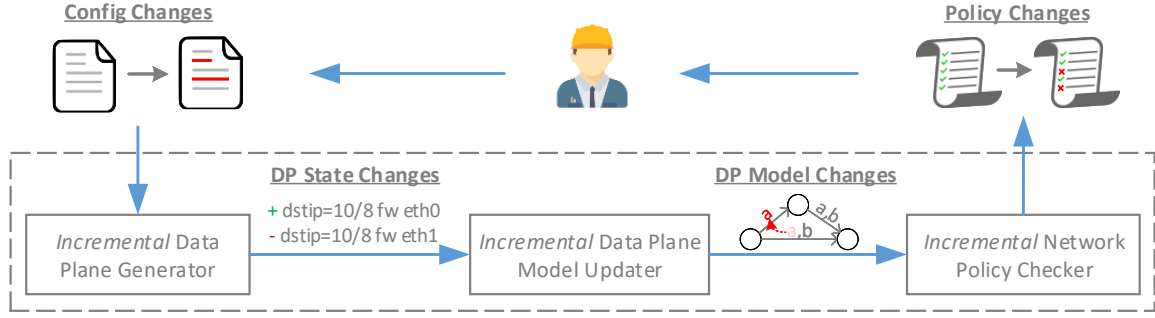 Config Changes
Policy Changes
DP State Changes
+ dstip=10/8 fw eth0
- dstip=10/8 fw eth1
DP Model Changes
a
a,b
a,b
Incremental Data
Plane Generator
Incremental Data Plane
Model Updater
Incremental Network
Policy Checker